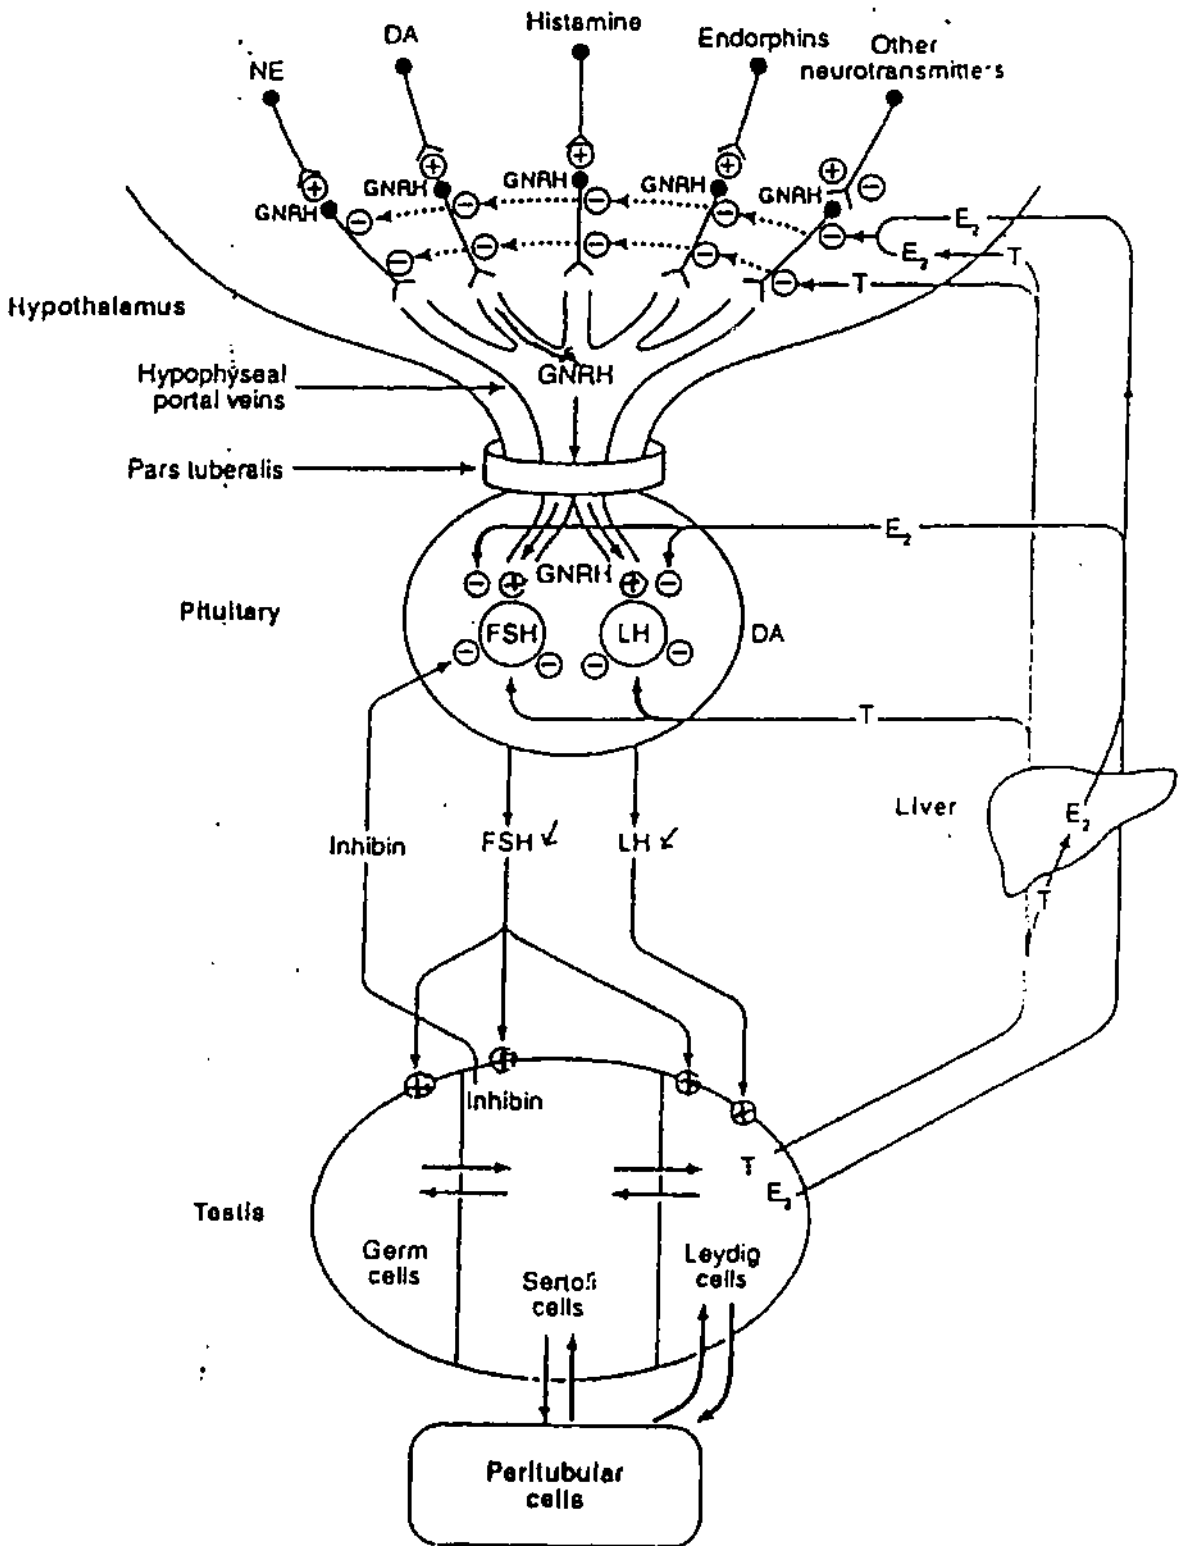 Histamine
DA
Endorphins
Other
neurotransmitters
NE
GNRH
GNRH
GNRH
GNRH
GNRH
E2
E2
T
T
Hypothalamus
GNRH
Hypophyseal
portal veins
Pars tuberalis
E2
GNRH
Pituitary
FSH
LH
DA
T
Liver
E2
Inhibin
FSH
LH
T
Inhibin
T
E2
Testis
Germ
cells
Leydig
cells
Sertoli
cells
Peritubular
cells